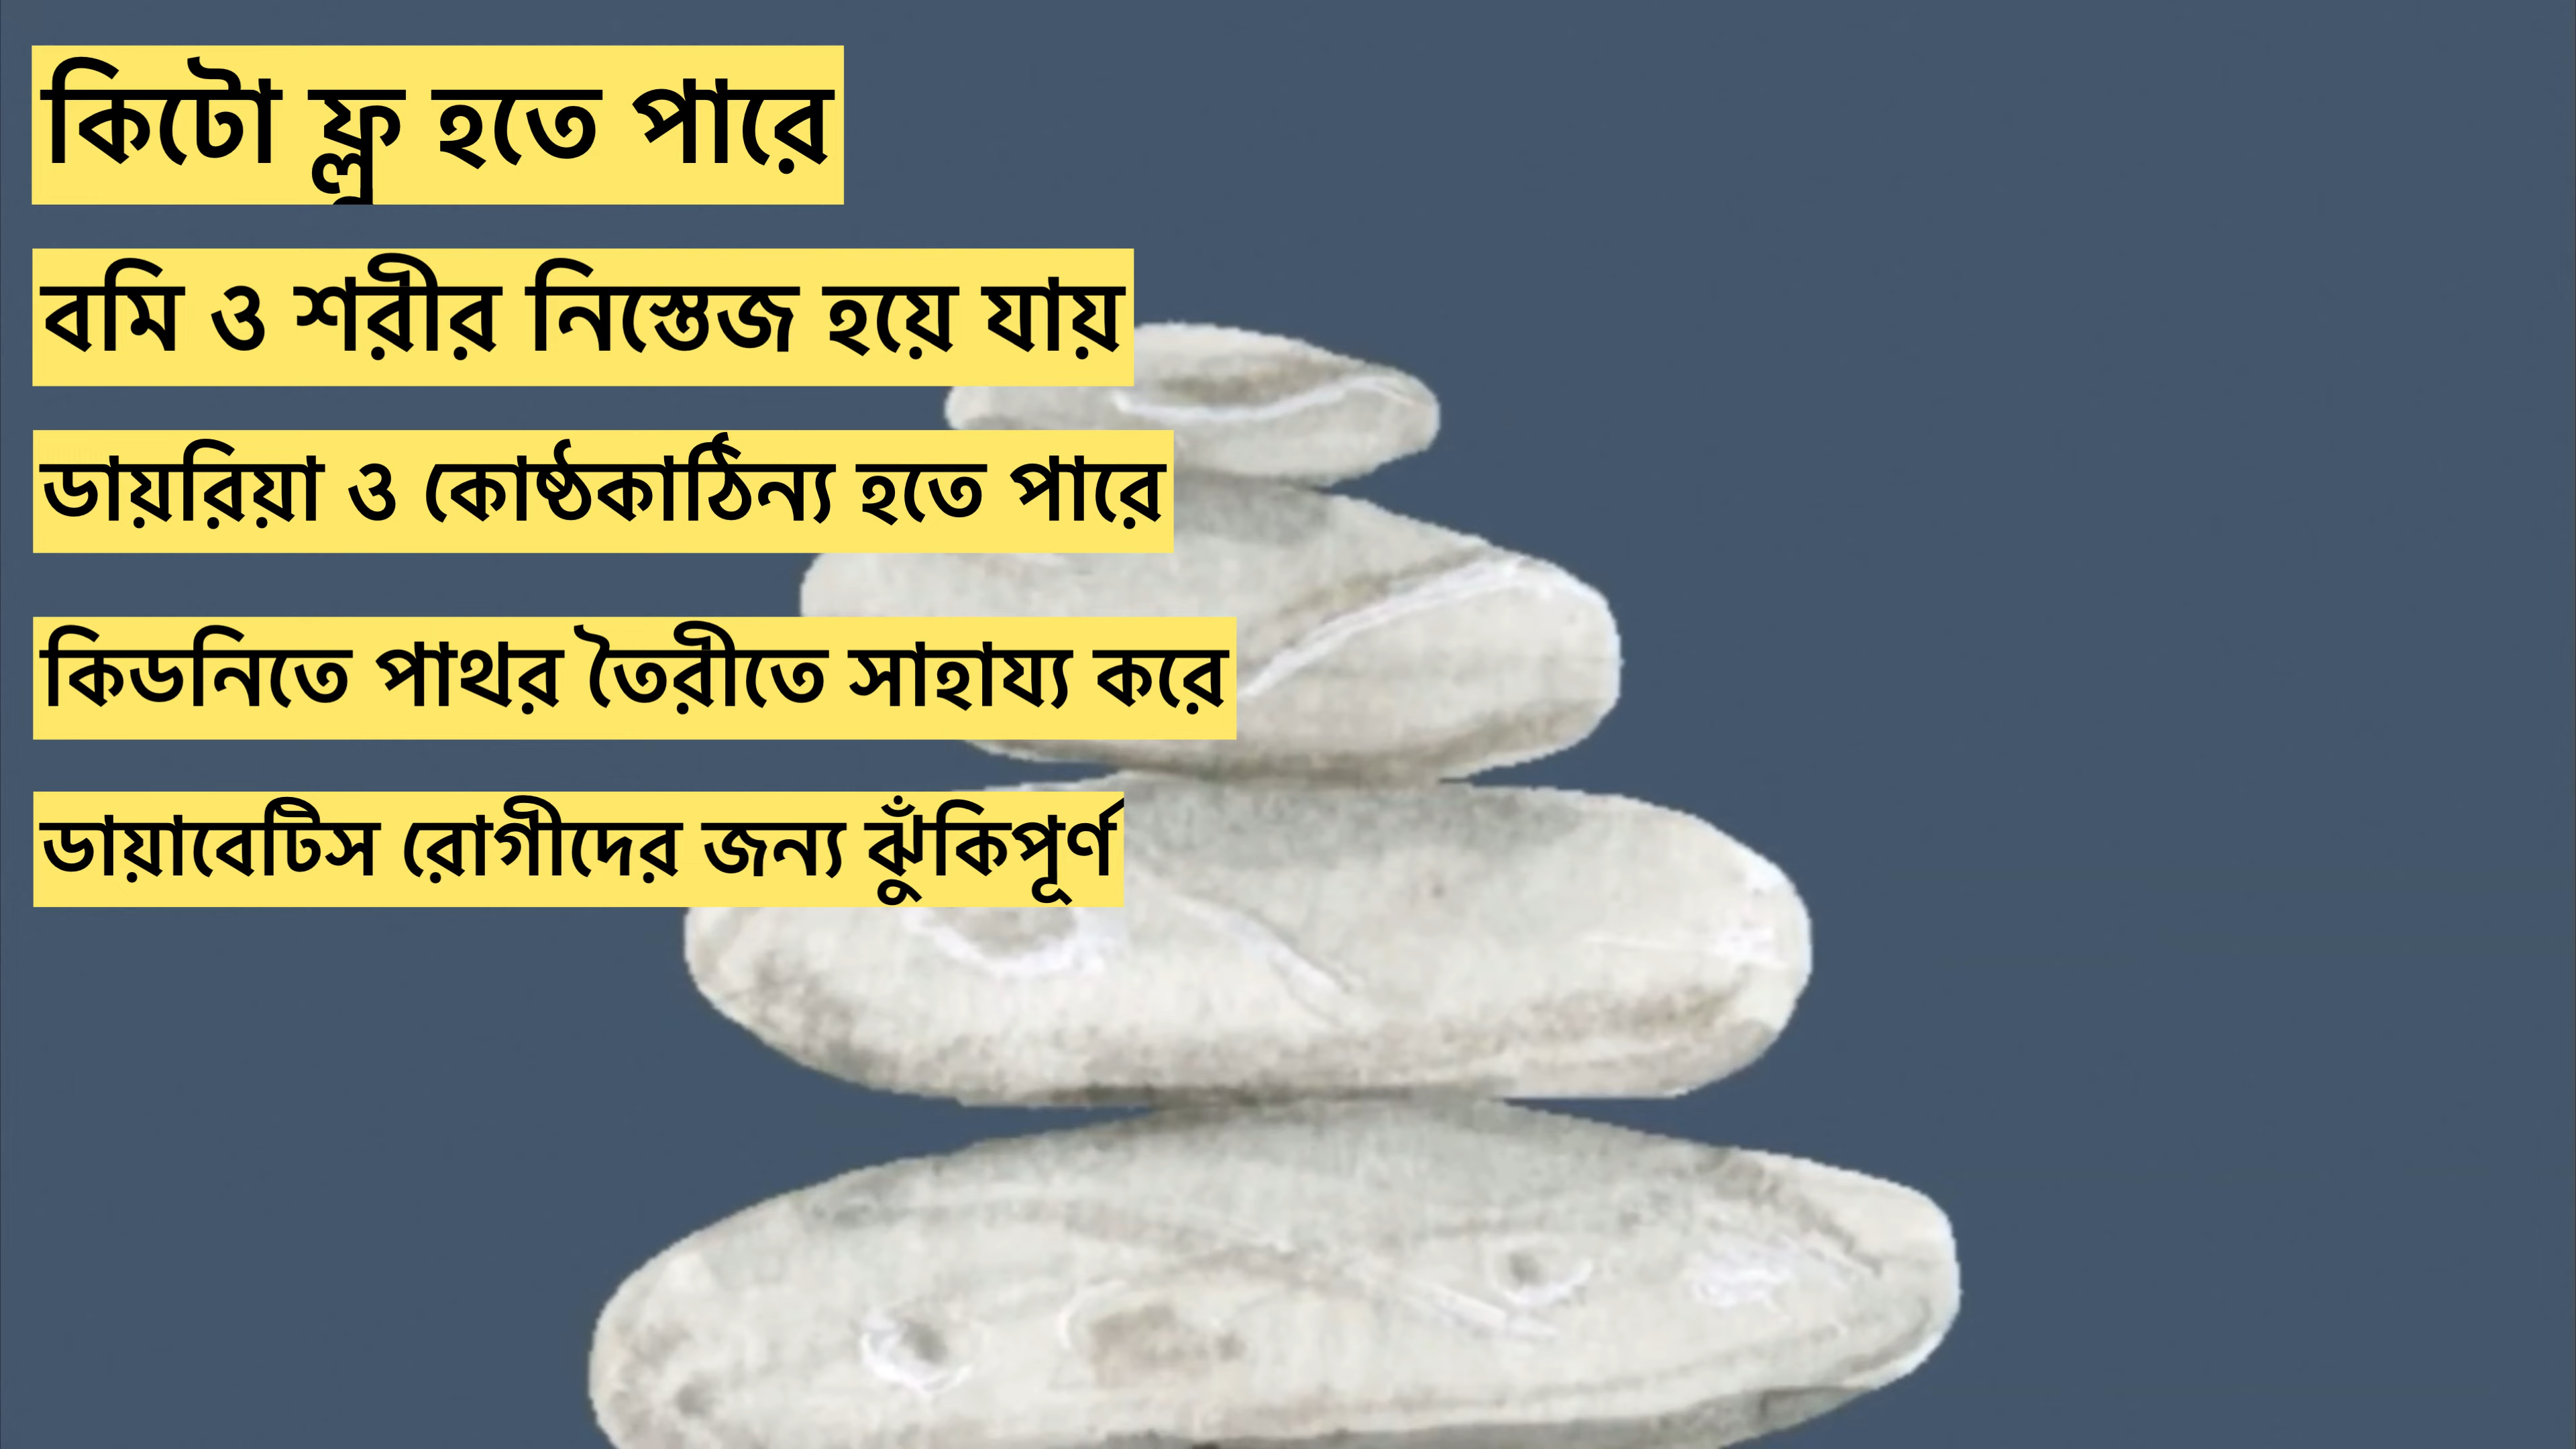 কিটো ফ্লু হতে পারে
বমি ও শরীর নিস্তেজ হয়ে যায়
ডায়রিয়া ও কোষ্ঠকাঠিন্য হতে পারে
কিডনিতে পাথর তৈরীতে সাহায্য করে
ডায়াবেটিস রোগীদের জন্য ঝুঁকিপূর্ণ